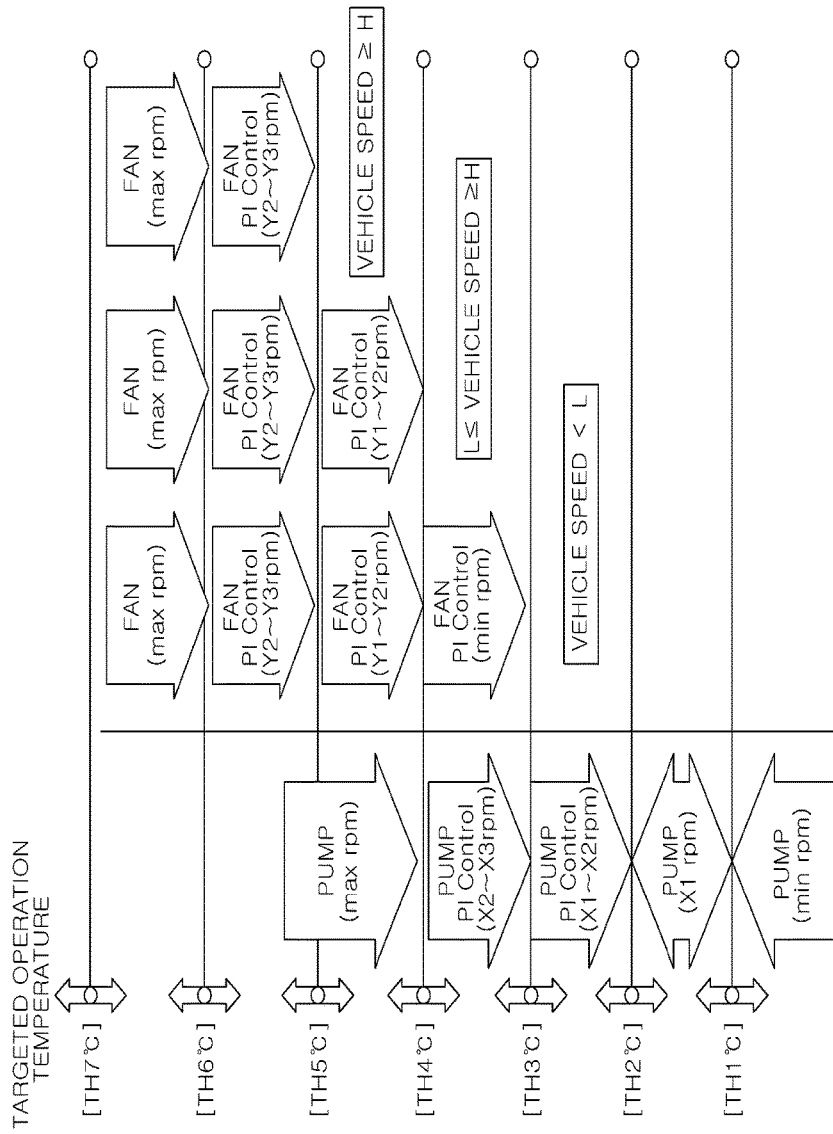 TARGETED OPERATION
TEMPERATURE
[TH7℃]
[TH6℃]
[TH5℃]
[TH4℃]
[TH3℃]
[TH2℃]
[TH1℃]
PUMP
(max rpm)
PUMP
PI Control
(X2~X3rpm)
PUMP
PI Control
(X1~X2rpm)
PUMP
(X1 rpm)
PUMP
(min rpm)
FAN
(max rpm)
FAN
PI Control
(Y2~Y3rpm)
FAN
PI Control
(Y1~Y2rpm)
FAN
PI Control
(min rpm)
VEHICLE SPEED < L
FAN
(max rpm)
FAN
PI Control
(Y2~Y3rpm)
FAN
PI Control
(Y1~Y2rpm)
L≤ VEHICLE SPEED ≥H
FAN
(max rpm)
FAN
PI Control
(Y2~Y3rpm)
VEHICLE SPEED ≥ H